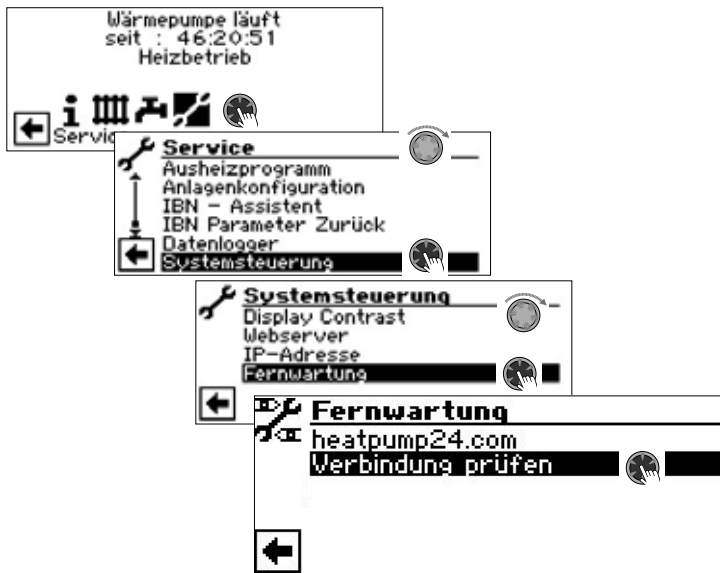 Wärmepumpe läuft
seit : 46:20:51
Heizbetrieb
Service
Ausheizprogramm
Anlagenkonfiguration
IBN - Assistent
IBN Parameter Zurück
Datenlogger
Systemsteuerung
Systemsteuerung
Display Contrast
Webserver
IP-Adresse
Fernwartung
Fernwartung
heatpump24.com
Verbindung prüfen